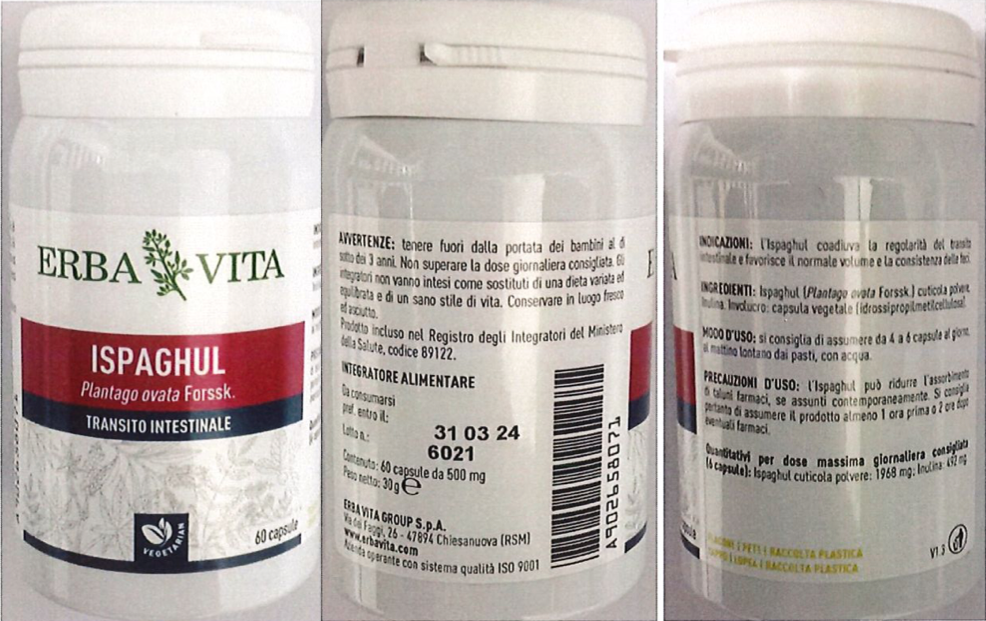 ERBA VITA
ISPAGHUL
Plantago ovata Forssk.
TRANSITO INTESTINALE
VEGETARIAN
60 capsule
AVVERTENZE: tenere fuori dalla portata dei bambini al di
sotto dei 3 anni. Non superare la dose giornaliera consigliata. Gli
integratori non vanno intesi come sostituti di una dieta variata ed
equilibrata e di un sano stile di vita. Conservare in luogo fresco
ed asciutto.
Prodotto incluso nel Registro degli Integratori del Ministero
della Salute, codice 89122.
INTEGRATORE ALIMENTARE
Da consumarsi
pref. entro il:
31 03 24
Lotto n.:
6021
Contenuto: 60 capsule da 500 mg
Peso netto: 30g e
ERBA VITA GROUP S.p.A.
Via dei Faggi, 26 - 47894 Chiesanuova (RSM)
www.erbavita.com
Azienda operante con sistema qualità ISO 9001
A902658071
INDICAZIONI: l'Ispaghul coadiuva la regolarità del transito
intestinale e favorisce il normale volume e la consistenza delle feci.
INGREDIENTI: Ispaghul (Plantago ovata Forssk.) cuticola polvere,
Inulina. Involucro: capsula vegetale (idrossipropilmetilcellulosa).
MODO D'USO: si consiglia di assumere da 4 a 6 capsule al giorno,
al mattino lontano dai pasti, con acqua.
PRECAUZIONI D'USO: l'Ispaghul può ridurre l'assorbimento
di taluni farmaci, se assunti contemporaneamente. Si consiglia
pertanto di assumere il prodotto almeno 1 ora prima o 2 ore dopo
eventuali farmaci.
Quantitativi per dose massima giornaliera consigliata
(6 capsule): Ispaghul cuticola polvere: 1968 mg; Inulina: 492 mg
FLACONE | PET1 | RACCOLTA PLASTICA
| RACCOLTA PLASTICA
V1.3